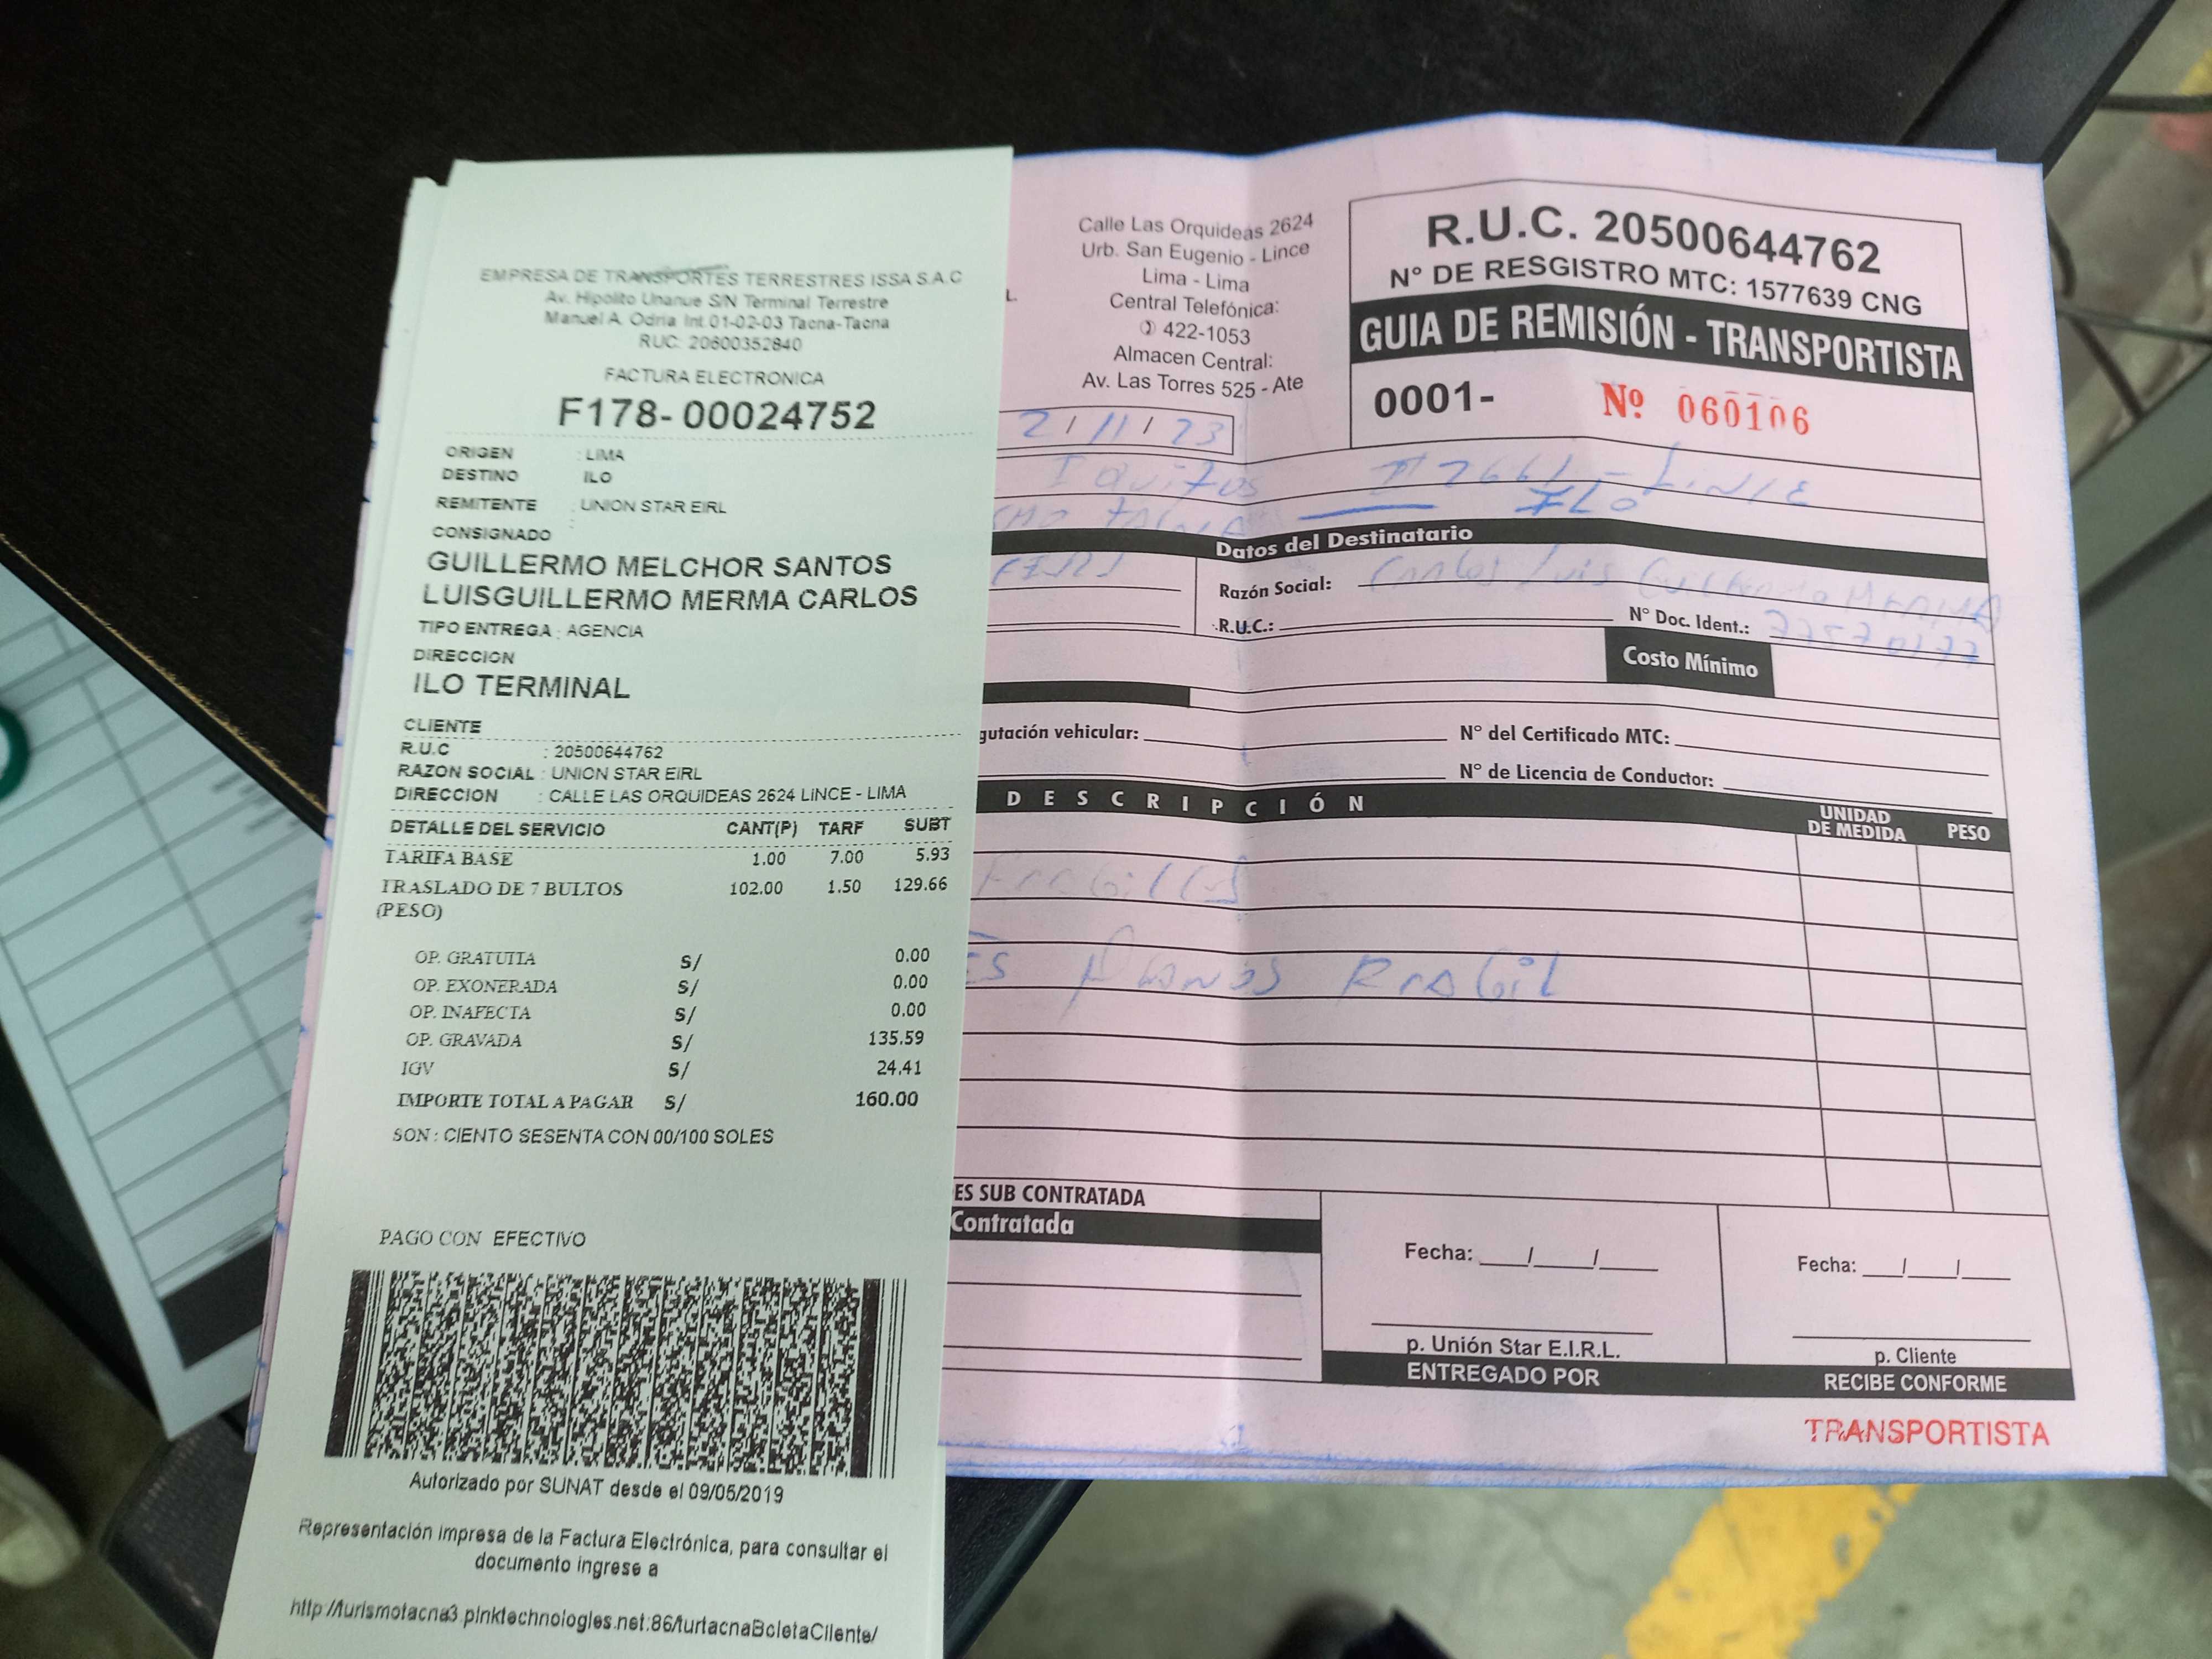 EMPRESA DE TRANSPORTES TERRESTRES ISSA S.A.C
Av. Hipolito Unanue S/N Terminal Terrestre
Manuel A. Odria Int.01-02-03 Tacna-Tacna
RUC: 20600352840
FACTURA ELECTRONICA
F178- 00024752
ORIGEN : LIMA
DESTINO ILO
REMITENTE : UNION STAR EIRL
CONSIGNADO :
GUILLERMO MELCHOR SANTOS
LUISGUILLERMO MERMA CARLOS
TIPO ENTREGA : AGENCIA
DIRECCION
ILO TERMINAL
CLIENTE
R.U.C : 20500644762
RAZON SOCIAL : UNION STAR EIRL
DIRECCION : CALLE LAS ORQUIDEAS 2624 LINCE - LIMA
DETALLE DEL SERVICIO CANT(P) TARF SUBT
TARIFA BASE 1.00 7.00 5.93
TRASLADO DE 7 BULTOS 102.00 1.50 129.66
(PESO)
OP. GRATUITA S/ 0.00
OP. EXONERADA S/ 0.00
OP. INAFECTA S/ 0.00
OP. GRAVADA S/ 135.59
IGV S/ 24.41
IMPORTE TOTAL A PAGAR S/ 160.00
SON : CIENTO SESENTA CON 00/100 SOLES
PAGO CON EFECTIVO
Autorizado por SUNAT desde el 09/05/2019
Representación impresa de la Factura Electrónica, para consultar el
documento ingrese a
http://turismotacna3.pinktechnologies.net:86/turtacnaBoletaCliente/
Calle Las Orquideas 2624
Urb. San Eugenio - Lince
Lima - Lima
Central Telefónica:
422-1053
Almacen Central:
Av. Las Torres 525 - Ate
R.U.C. 20500644762
N° DE RESGISTRO MTC: 1577639 CNG
GUIA DE REMISIÓN - TRANSPORTISTA
0001- Nº 060106
2/11/23
Iquitos # 2661 - Lince
ILO
Datos del Destinatario
Razón Social: Carlos Luis Guillermo Merma
R.U.C.: N° Doc. Ident.:
Costo Mínimo
vehicular: N° del Certificado MTC:
N° de Licencia de Conductor:
DESCRIPCIÓN UNIDAD DE MEDIDA PESO
Fragil
ES SUB CONTRATADA
Contratada
Fecha: / /
Fecha: / /
p. Unión Star E.I.R.L.
p. Cliente
ENTREGADO POR
RECIBE CONFORME
TRANSPORTISTA